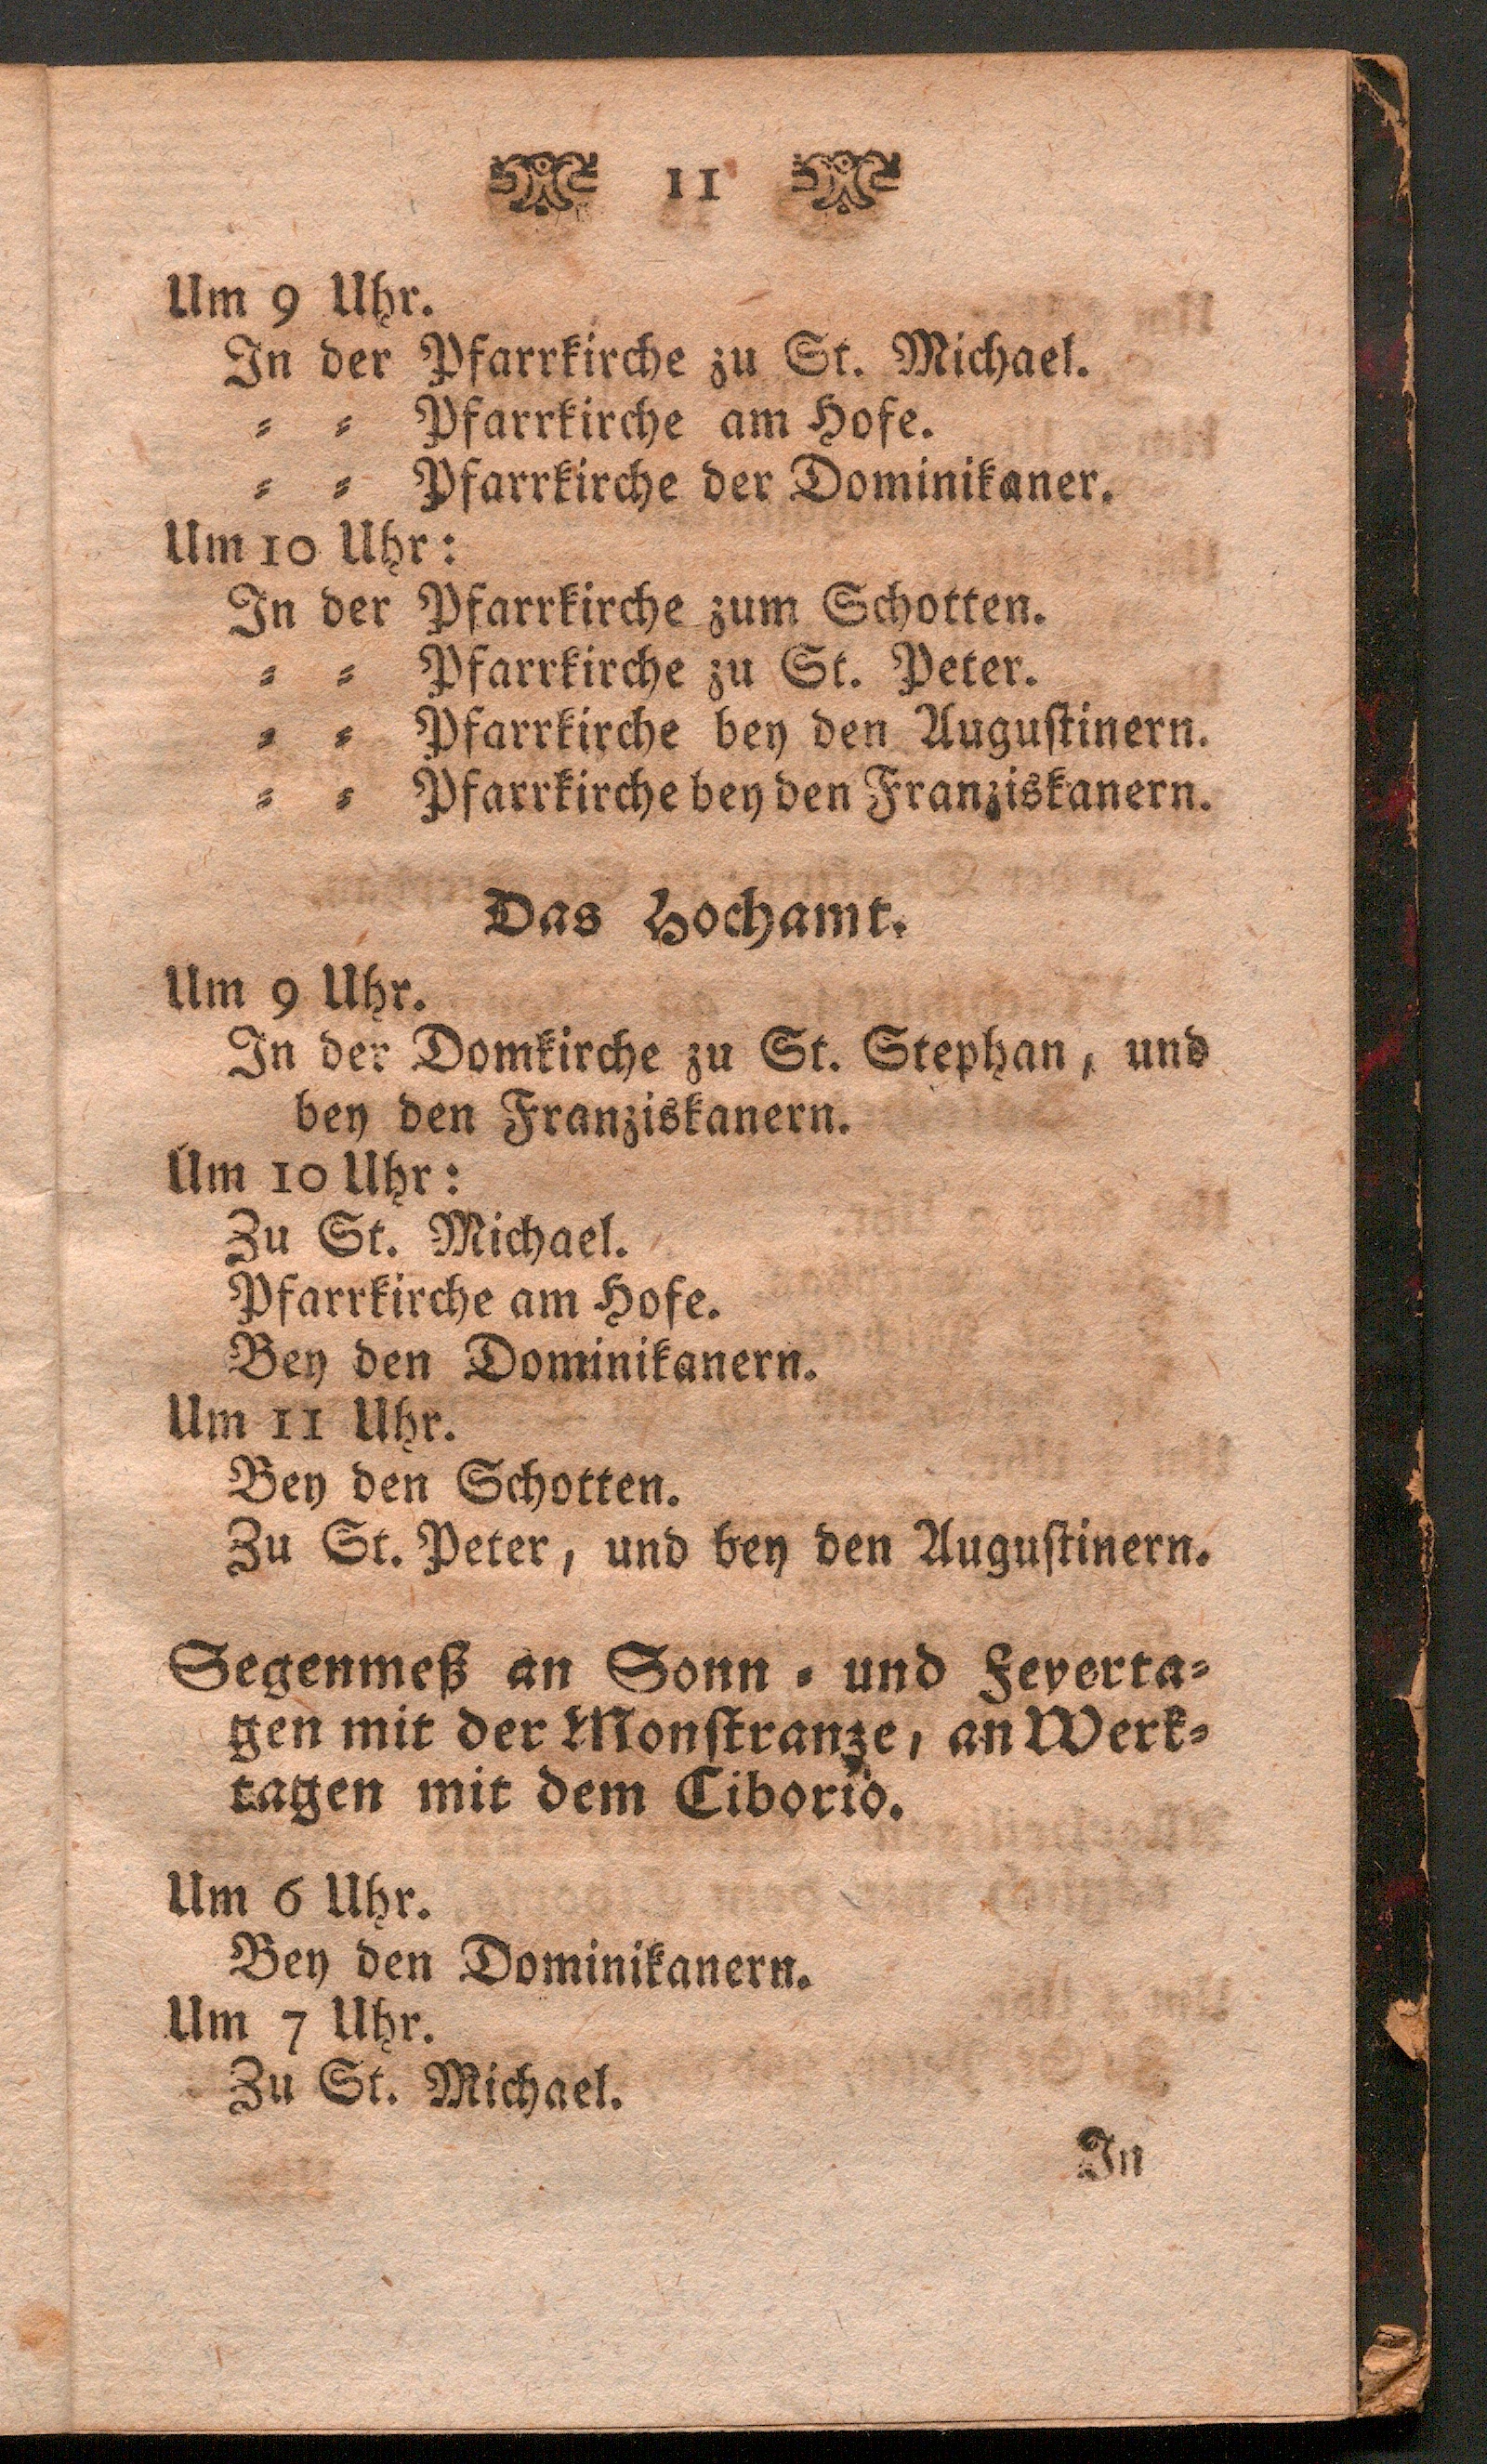 11
Um 9 Uhr.
In der Pfarrkirche zu St. Michael.
⸗ ⸗ Pfarrkirche am Hofe.
⸗ ⸗ Pfarrkirche der Dominikaner.
Um 10 Uhr:
In der Pfarrkirche zum Schotten.
⸗ ⸗ Pfarrkirche zu St. Peter.
⸗ ⸗ Pfarrkirche bey den Auguſtinern.
⸗ ⸗ Pfarrkirche bey den Franziskanern.
Das Hochamt.
Um 9 Uhr.
In der Domkirche zu St. Stephan, und
bey den Franziskanern.
Um 10 Uhr:
Zu St. Michael.
Pfarrkirche am Hofe.
Bey den Dominikanern.
Um 11 Uhr.
Bey den Schotten.
Zu St. Peter, und bey den Auguſtinern.
Segenmeß an Sonn ⸗ und Feyerta⸗
gen mit der Monſtranze, an Werk⸗
tagen mit dem Ciborio.
Um 6 Uhr.
Bey den Dominikanern.
Um 7 Uhr.
Zu St. Michael.
In